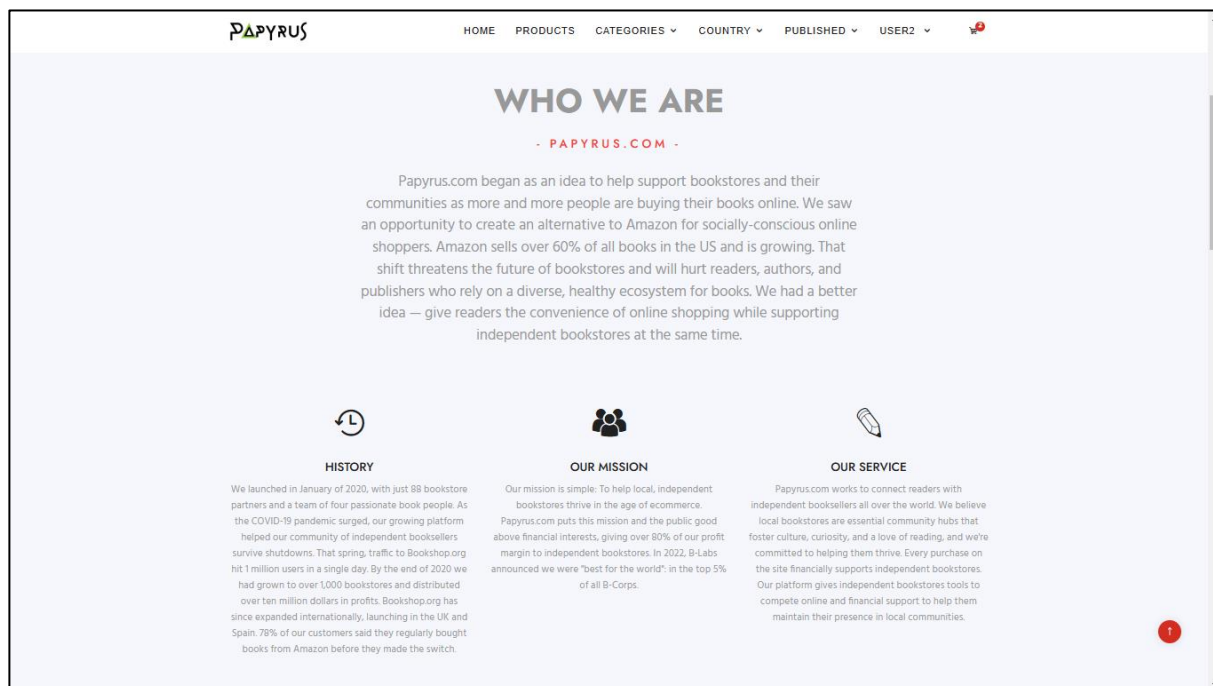 PAPYRUS
HOME PRODUCTS CATEGORIES COUNTRY PUBLISHED USER2
WHO WE ARE
- PAPYRUS.COM -
Papyrus.com began as an idea to help support bookstores and their
communities as more and more people are buying their books online. We saw
an opportunity to create an alternative to Amazon for socially-conscious online
shoppers. Amazon sells over 60% of all books in the US and is growing. That
shift threatens the future of bookstores and will hurt readers, authors, and
publishers who rely on a diverse, healthy ecosystem for books. We had a better
idea — give readers the convenience of online shopping while supporting
independent bookstores at the same time.
HISTORY
We launched in January of 2020, with just 88 bookstore
partners and a team of four passionate book people. As
the COVID-19 pandemic surged, our growing platform
helped our community of independent booksellers
survive shutdowns. That spring, traffic to Bookshop.org
hit 1 million users in a single day. By the end of 2020 we
had grown to over 1,000 bookstores and distributed
over ten million dollars in profits. Bookshop.org has
since expanded internationally, launching in the UK and
Spain. 78% of our customers said they regularly bought
books from Amazon before they made the switch.
OUR MISSION
Our mission is simple: To help local, independent
bookstores thrive in the age of ecommerce.
Papyrus.com puts this mission and the public good
above financial interests, giving over 80% of our profit
margin to independent bookstores. In 2022, B-Labs
announced we were "best for the world": in the top 5%
of all B-Corps.
OUR SERVICE
Papyrus.com works to connect readers with
independent booksellers all over the world. We believe
local bookstores are essential community hubs that
foster culture, curiosity, and a love of reading, and we're
committed to helping them thrive. Every purchase on
the site financially supports independent bookstores.
Our platform gives independent bookstores tools to
compete online and financial support to help them
maintain their presence in local communities.